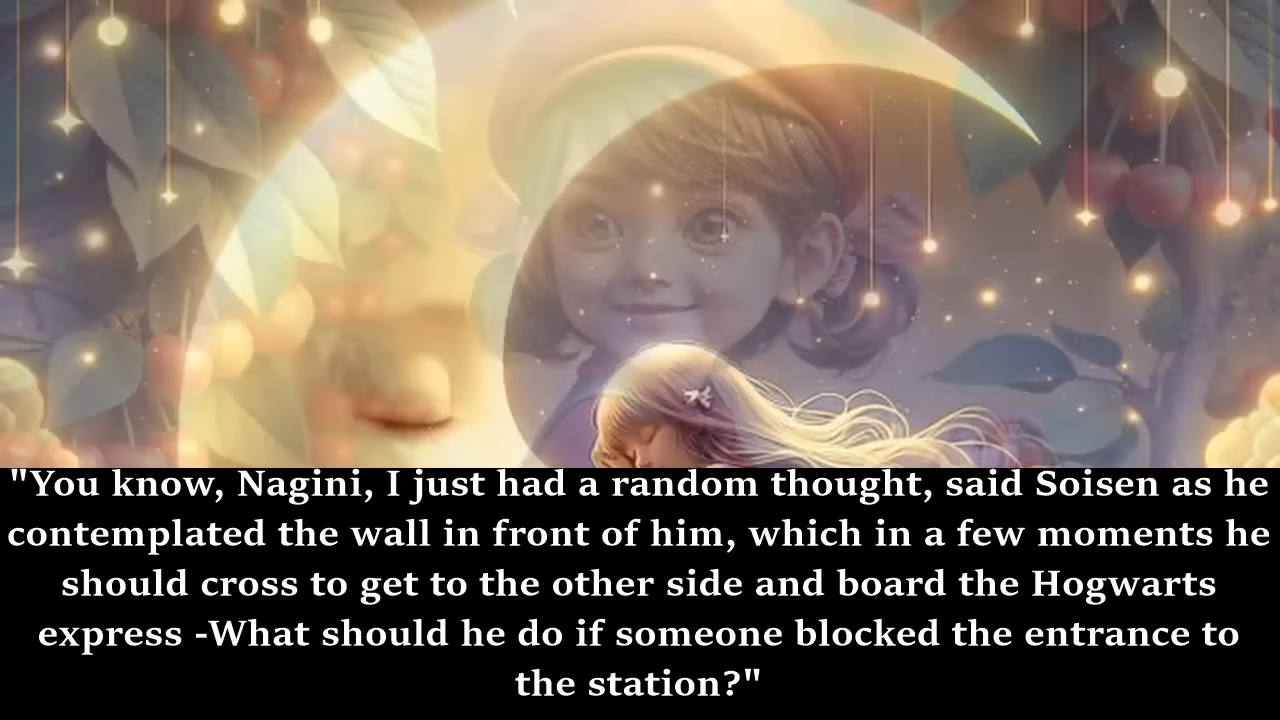 "You know, Nagini, I just had a random thought, said Soisen as he
contemplated the wall in front of him, which in a few moments he
should cross to get to the other side and board the Hogwarts
express -What should he do if someone blocked the entrance to
the station?"